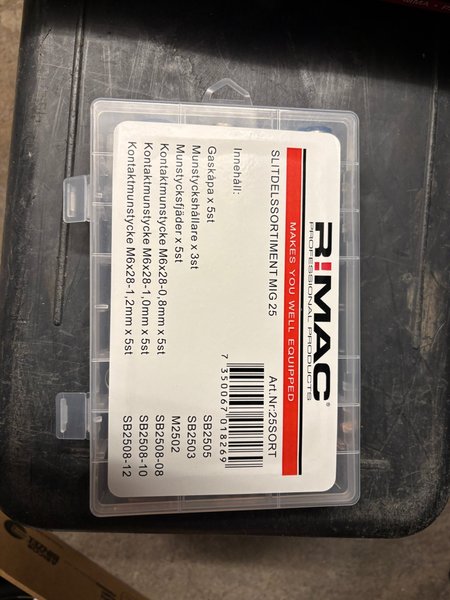 RiMAC®
PROFESSIONAL PRODUCTS
MAKES YOU WELL EQUIPPED
SLITDELSSORTIMENT MIG 25 Art.Nr:25SORT
7 350067 018269
Innehåll:
Gaskåpa x 5st SB2505
Munstyckshållare x 3st SB2503
Munstycksfjäder x 5st M2502
Kontaktmunstycke M6x28-0,8mm x 5st SB2508-08
Kontaktmunstycke M6x28-1,0mm x 5st SB2508-10
Kontaktmunstycke M6x28-1,2mm x 5st SB2508-12